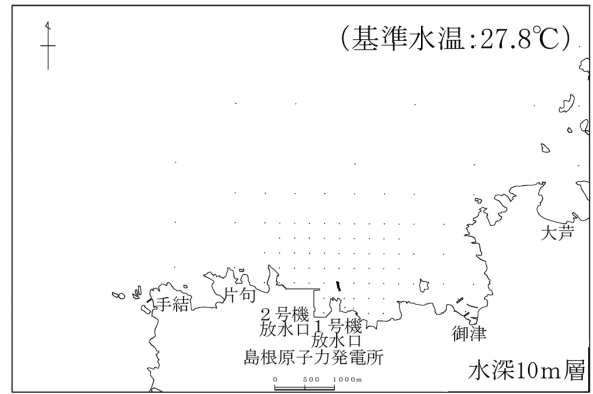 (基準水温:27.8℃)
大芦
片句
手結
2号機
放水口
1号機
放水口
御津
島根原子力発電所
水深10m層
0 500 1000m